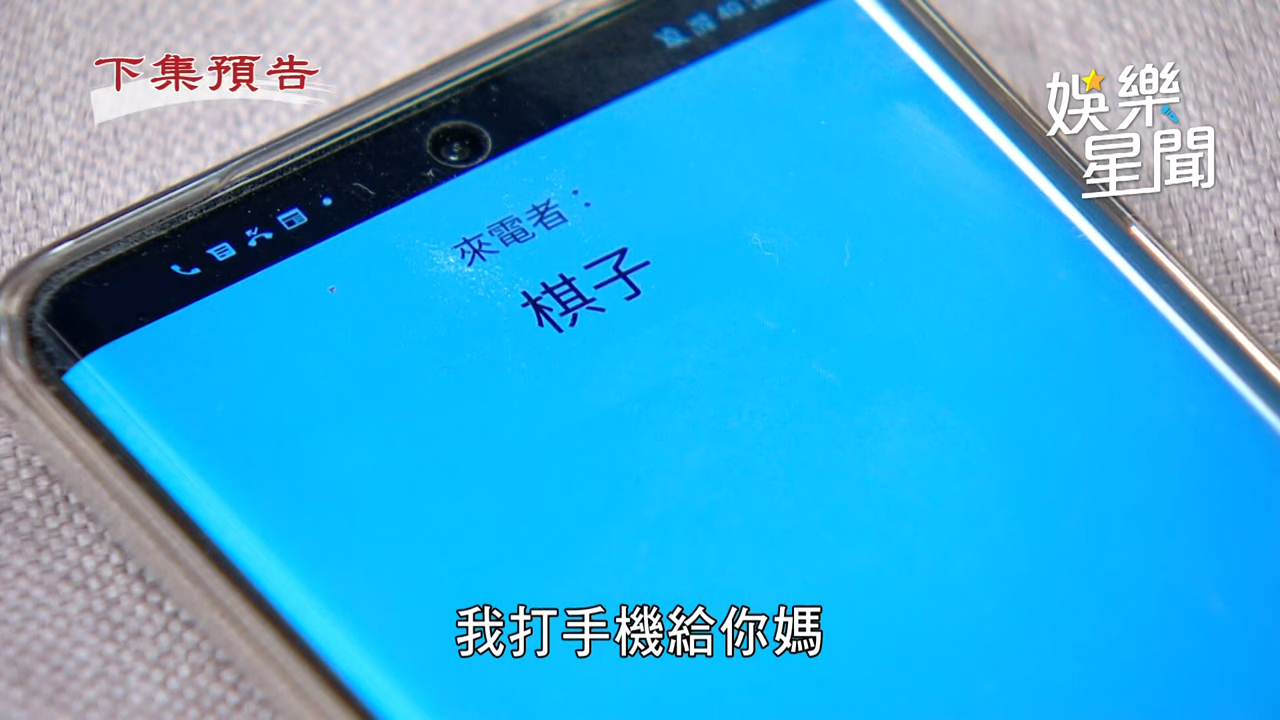 下集預告
娛樂
星聞
來電者：
棋子
我打手機給你媽